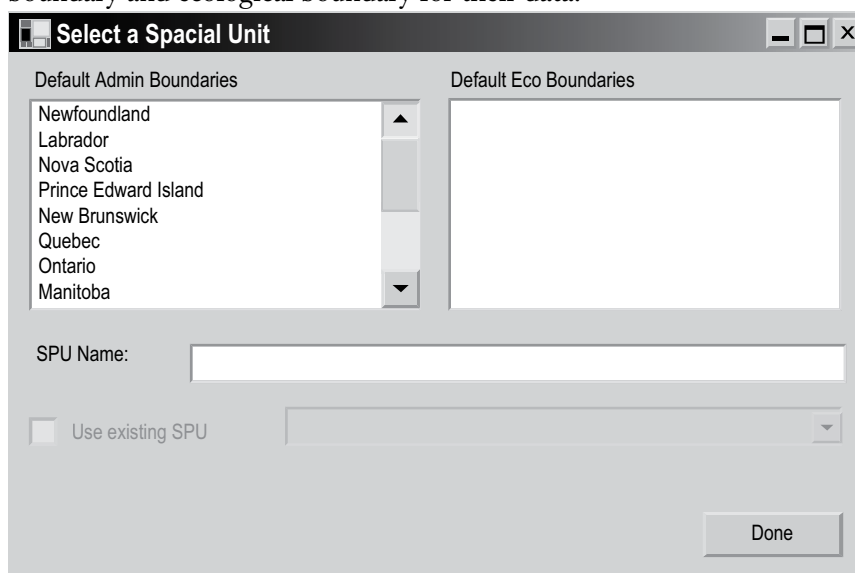 boundary and ecological boundary for their data.
Select a Spacial Unit
Default Admin Boundaries
Default Eco Boundaries
Newfoundland
Labrador
Nova Scotia
Prince Edward Island
New Brunswick
Quebec
Ontario
Manitoba
SPU Name:
Use existing SPU
Done